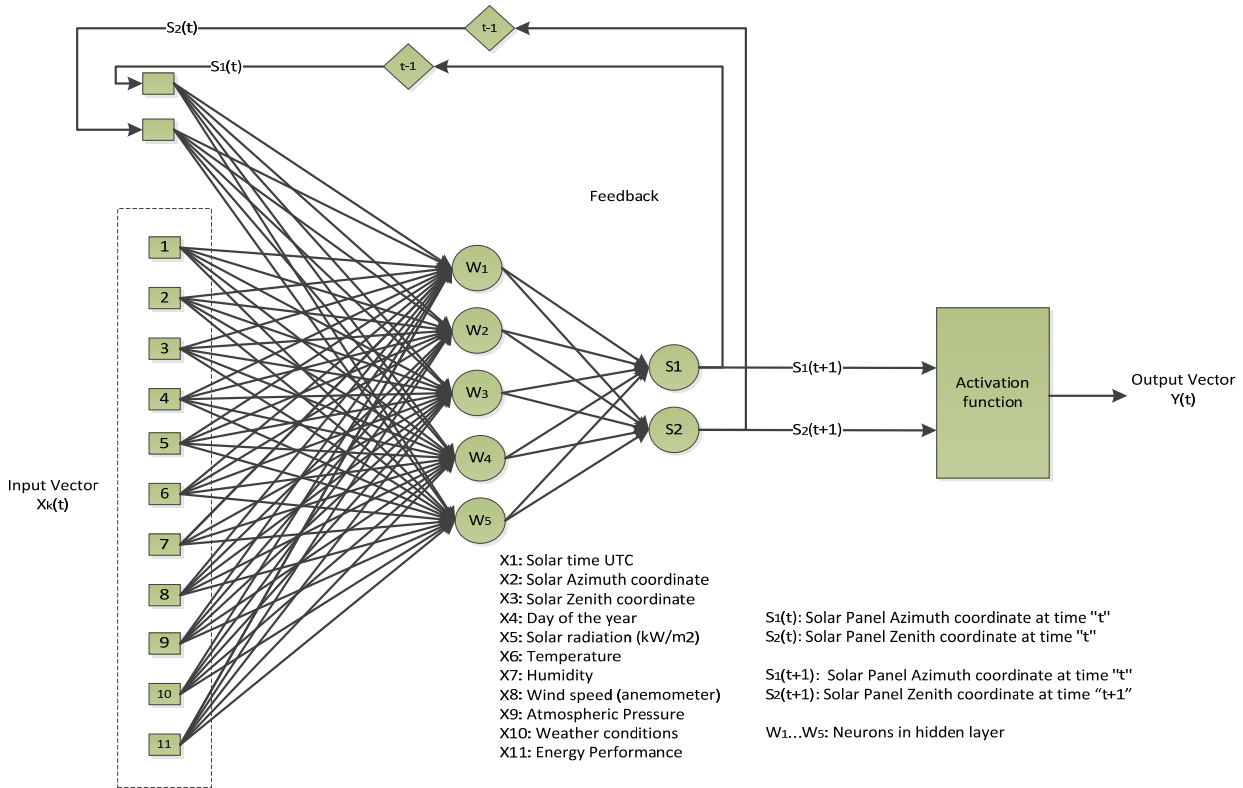 S2(t)
t-1
S1(t)
t-1
Feedback
1
2
3
4
5
6
7
8
9
10
11
Input Vector
Xk(t)
W1
W2
W3
W4
W5
S1
S2
S1(t+1)
S2(t+1)
Activation
function
Output Vector
Y(t)
X1: Solar time UTC
X2: Solar Azimuth coordinate
X3: Solar Zenith coordinate
X4: Day of the year
X5: Solar radiation (kW/m2)
X6: Temperature
X7: Humidity
X8: Wind speed (anemometer)
X9: Atmospheric Pressure
X10: Weather conditions
X11: Energy Performance
S1(t): Solar Panel Azimuth coordinate at time "t"
S2(t): Solar Panel Zenith coordinate at time "t"
S1(t+1): Solar Panel Azimuth coordinate at time "t"
S2(t+1): Solar Panel Zenith coordinate at time “t+1”
W1...W5: Neurons in hidden layer